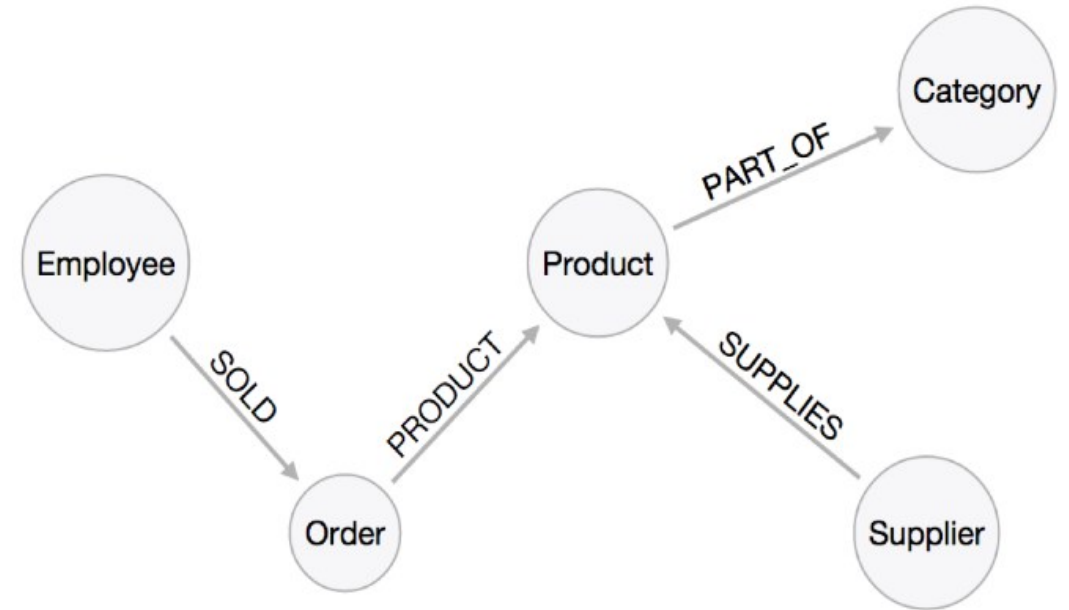 Category
PART_OF
Employee
Product
SOLD
PRODUCT
SUPPLIES
Order
Supplier